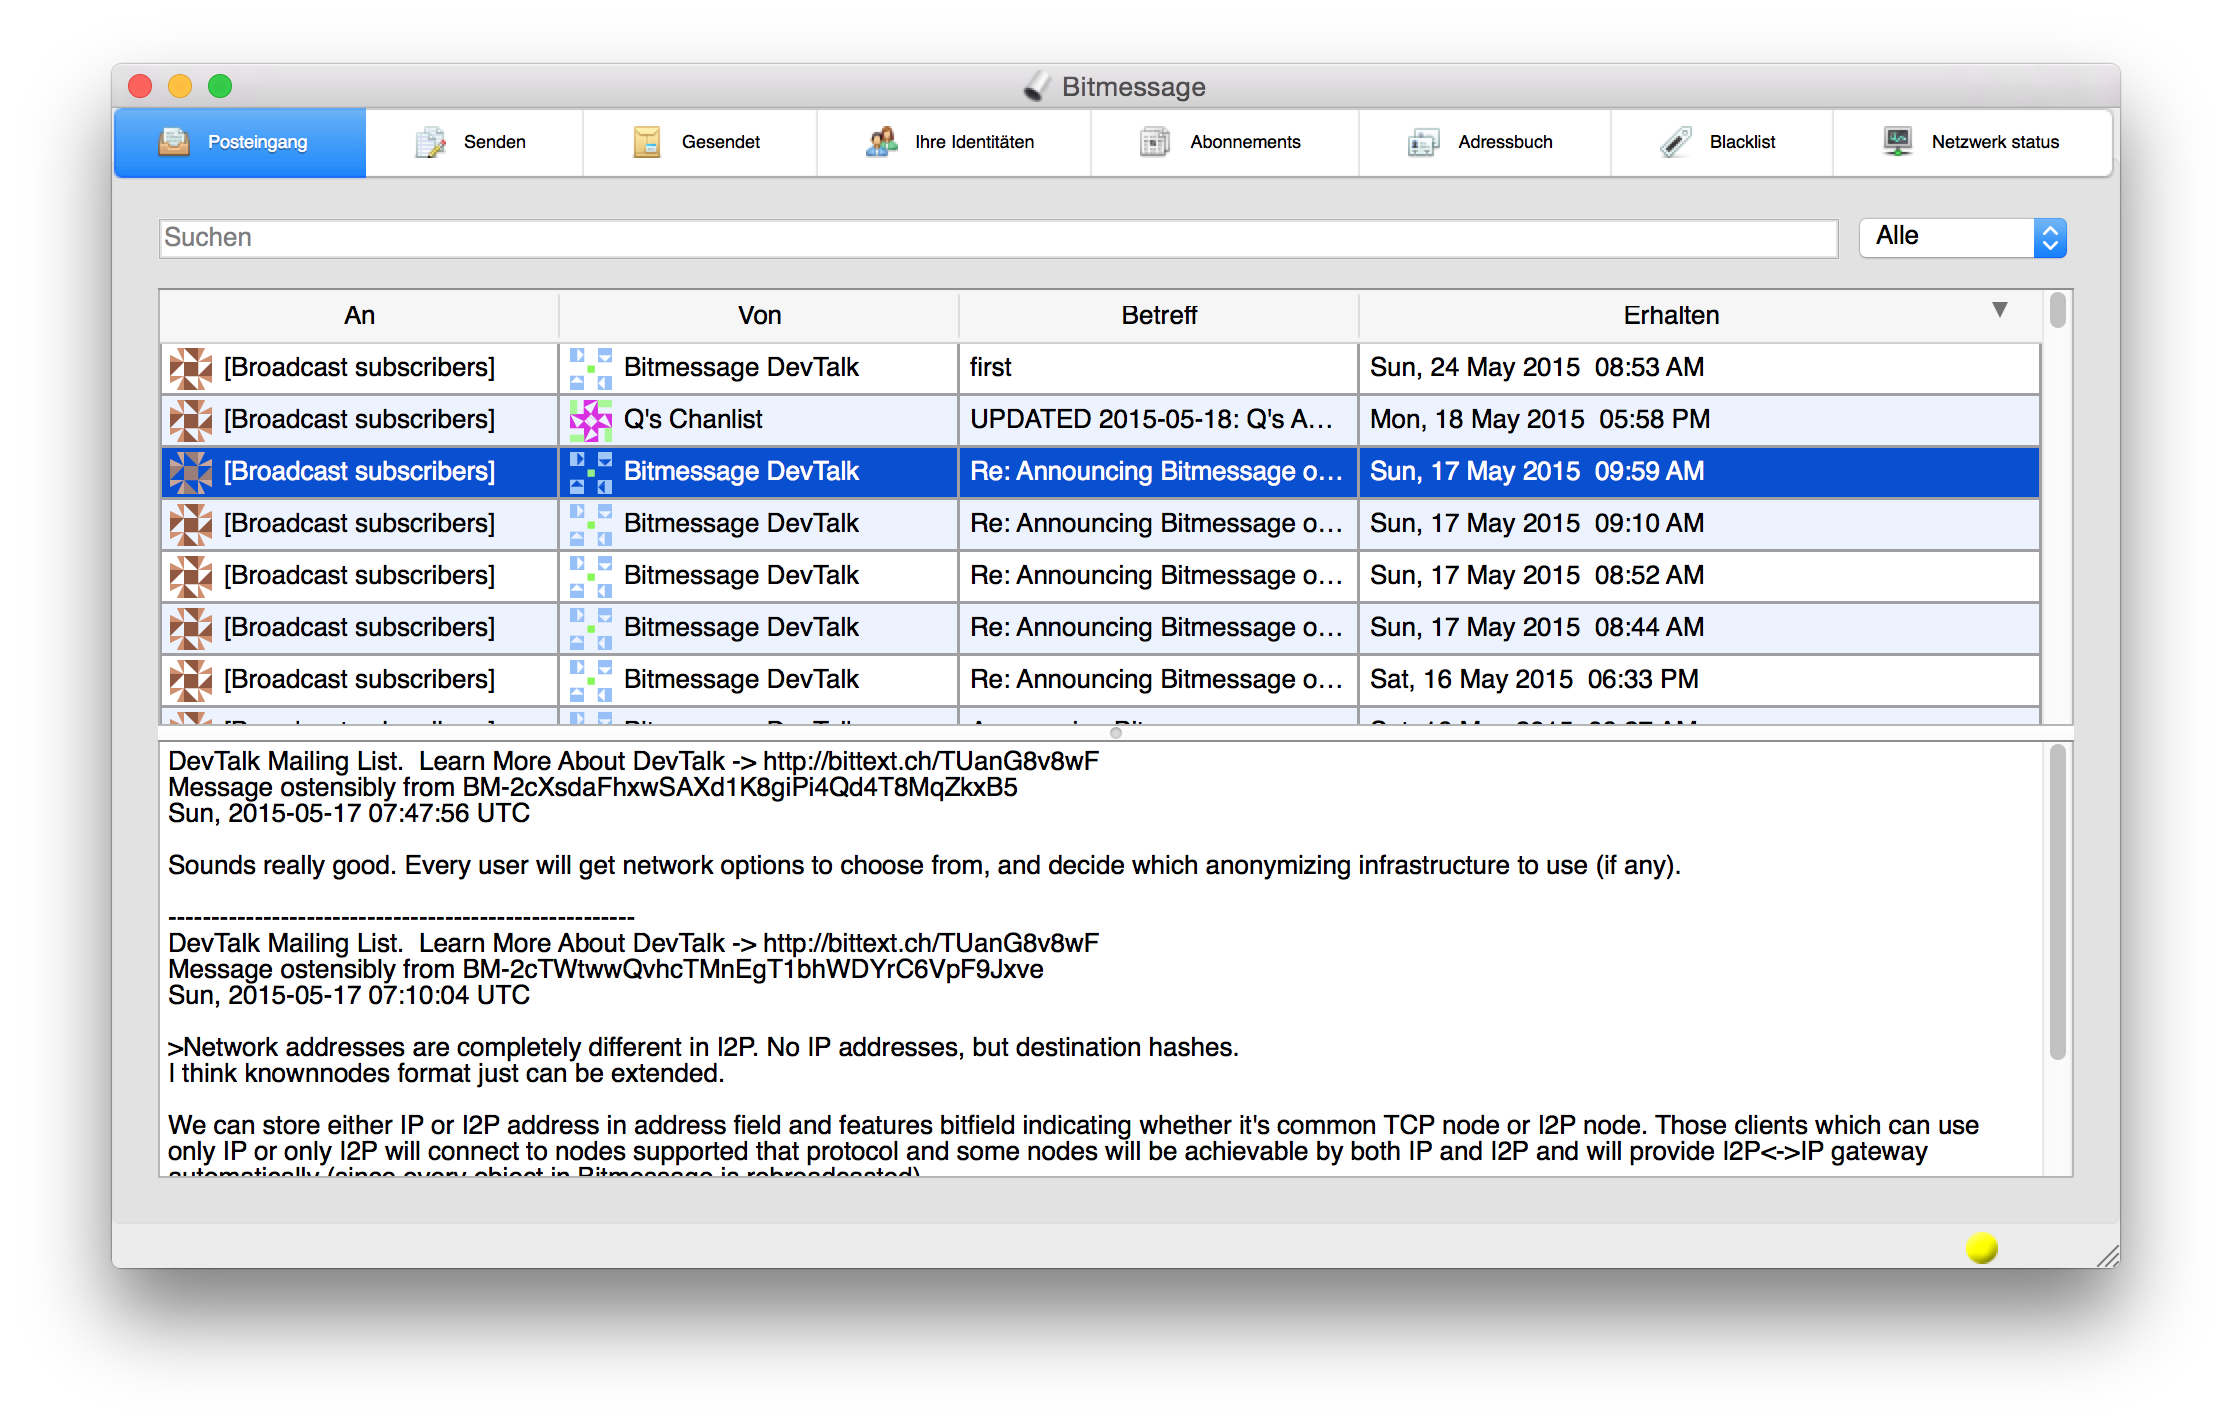 Bitmessage
Posteingang Senden Gesendet Ihre Identitäten Abonnements Adressbuch Blacklist Netzwerk status
Suchen Alle
An Von Betreff Erhalten
[Broadcast subscribers] Bitmessage DevTalk first Sun, 24 May 2015 08:53 AM
[Broadcast subscribers] Q's Chanlist UPDATED 2015-05-18: Q's A... Mon, 18 May 2015 05:58 PM
[Broadcast subscribers] Bitmessage DevTalk Re: Announcing Bitmessage o... Sun, 17 May 2015 09:59 AM
[Broadcast subscribers] Bitmessage DevTalk Re: Announcing Bitmessage o... Sun, 17 May 2015 09:10 AM
[Broadcast subscribers] Bitmessage DevTalk Re: Announcing Bitmessage o... Sun, 17 May 2015 08:52 AM
[Broadcast subscribers] Bitmessage DevTalk Re: Announcing Bitmessage o... Sun, 17 May 2015 08:44 AM
[Broadcast subscribers] Bitmessage DevTalk Re: Announcing Bitmessage o... Sat, 16 May 2015 06:33 PM
DevTalk Mailing List. Learn More About DevTalk -> http://bittext.ch/TUanG8v8wF
Message ostensibly from BM-2cXsdaFhxwSAXd1K8giPi4Qd4T8MqZkxB5
Sun, 2015-05-17 07:47:56 UTC
Sounds really good. Every user will get network options to choose from, and decide which anonymizing infrastructure to use (if any).
------------------------------------------------------
DevTalk Mailing List. Learn More About DevTalk -> http://bittext.ch/TUanG8v8wF
Message ostensibly from BM-2cTWtwwQvhcTMnEgT1bhWDYrC6VpF9Jxve
Sun, 2015-05-17 07:10:04 UTC
>Network addresses are completely different in I2P. No IP addresses, but destination hashes.
I think knownnodes format just can be extended.
We can store either IP or I2P address in address field and features bitfield indicating whether it's common TCP node or I2P node. Those clients which can use
only IP or only I2P will connect to nodes supported that protocol and some nodes will be achievable by both IP and I2P and will provide I2P<->IP gateway
automatically (since every object in Bitmessage is rebroadcasted)